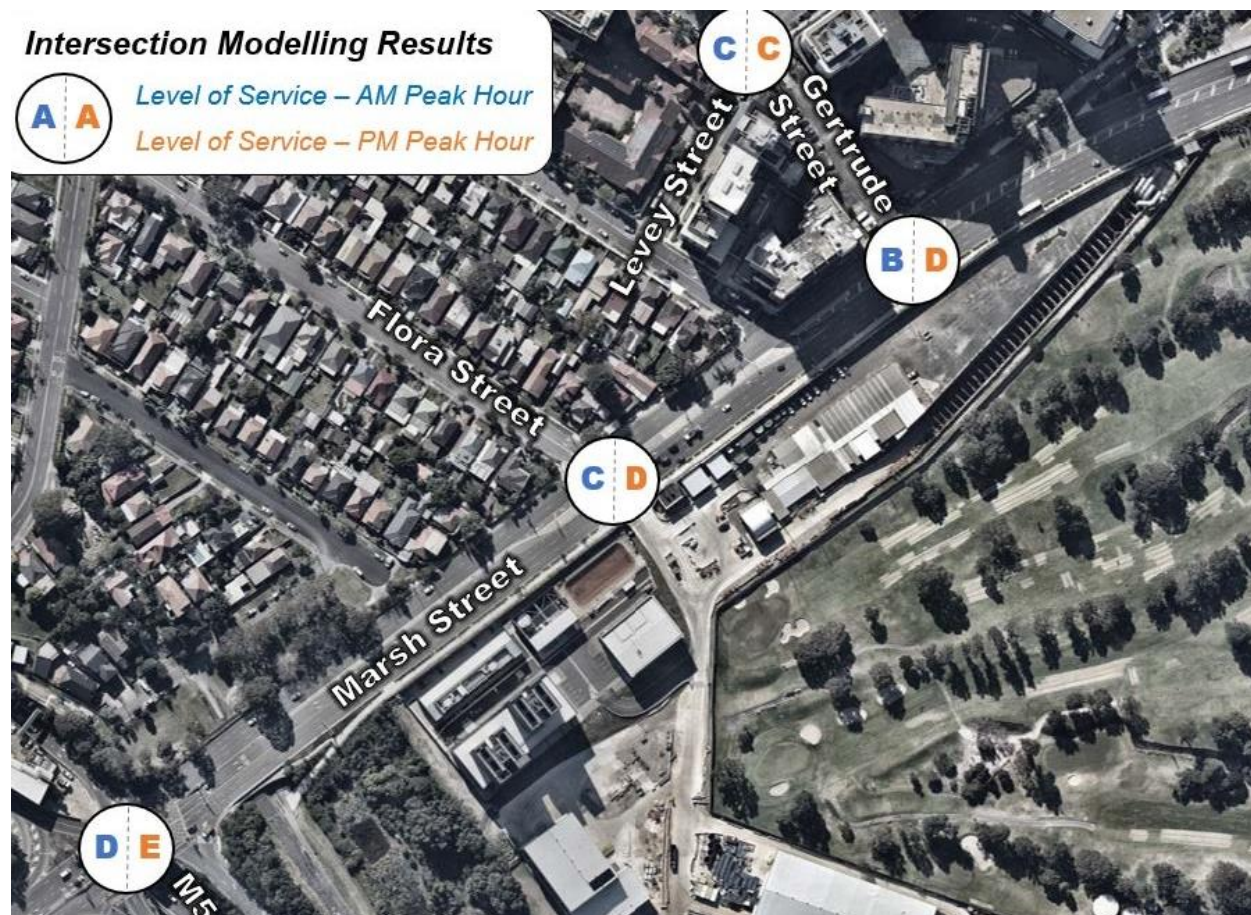 Intersection Modelling Results
A A
Level of Service – AM Peak Hour
Level of Service – PM Peak Hour
C C
Gertrude
Street
Levey Street
B D
Flora Street
C D
Marsh Street
D E
M5